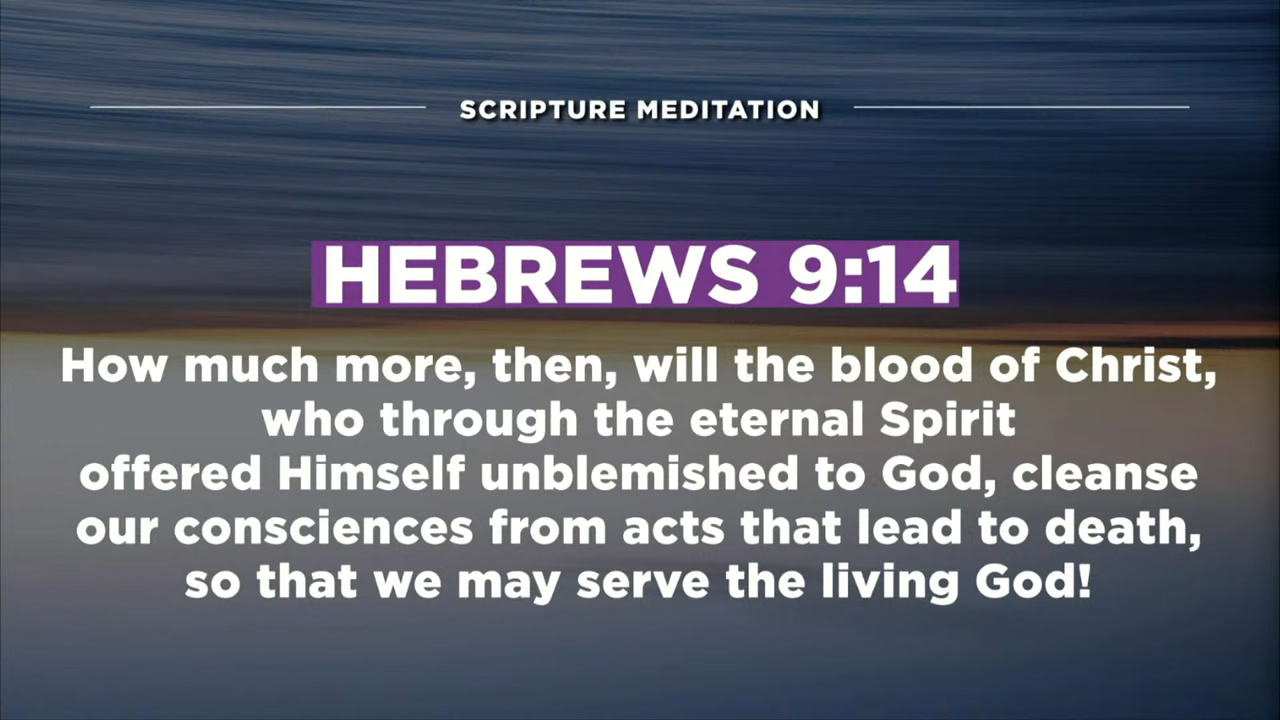 SCRIPTURE MEDITATION
HEBREWS 9:14
How much more, then, will the blood of Christ,
who through the eternal Spirit
offered Himself unblemished to God, cleanse
our consciences from acts that lead to death,
so that we may serve the living God!